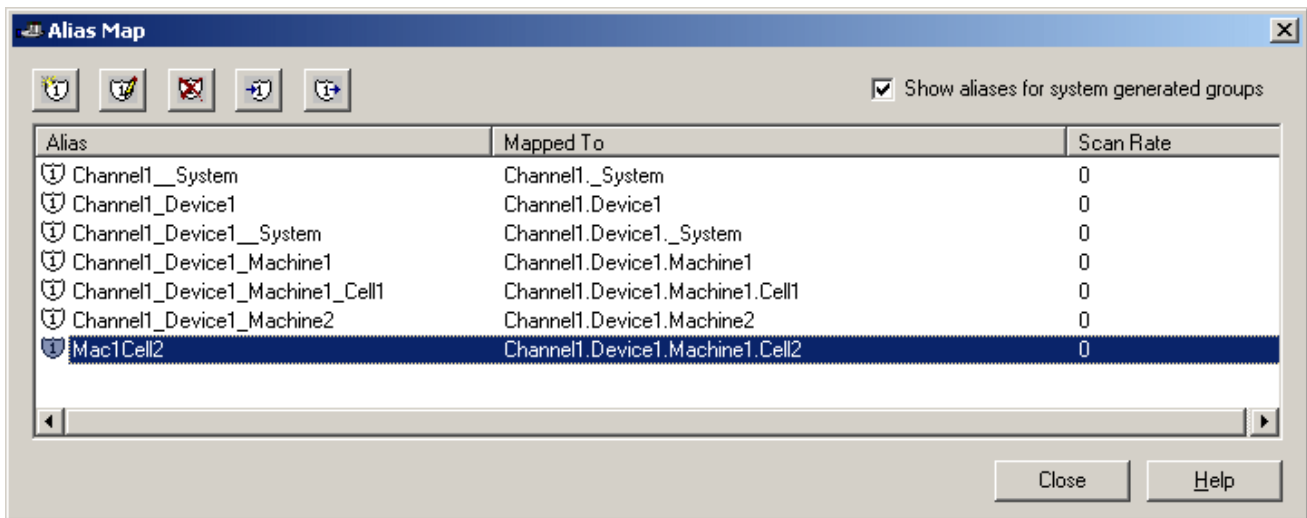 Alias Map
Show aliases for system generated groups
Alias Mapped To Scan Rate
Channel1__System Channel1._System 0
Channel1_Device1 Channel1.Device1 0
Channel1_Device1__System Channel1.Device1._System 0
Channel1_Device1_Machine1 Channel1.Device1.Machine1 0
Channel1_Device1_Machine1_Cell1 Channel1.Device1.Machine1.Cell1 0
Channel1_Device1_Machine2 Channel1.Device1.Machine2 0
Mac1Cell2 Channel1.Device1.Machine1.Cell2 0
Close Help